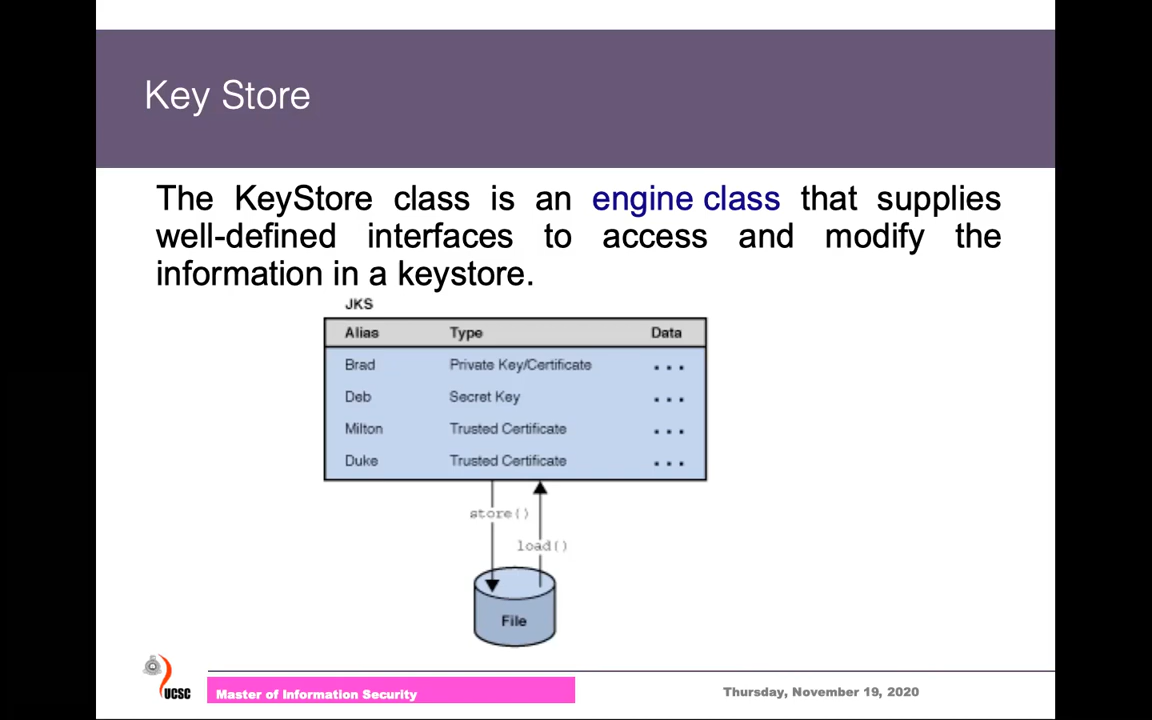 Key Store
The KeyStore class is an engine class that supplies
well-defined interfaces to access and modify the
information in a keystore.
JKS
Alias Type Data
Brad Private Key/Certificate ...
Deb Secret Key ...
Milton Trusted Certificate ...
Duke Trusted Certificate ...
store()
load()
File
UCSC
Master of Information Security
Thursday, November 19, 2020